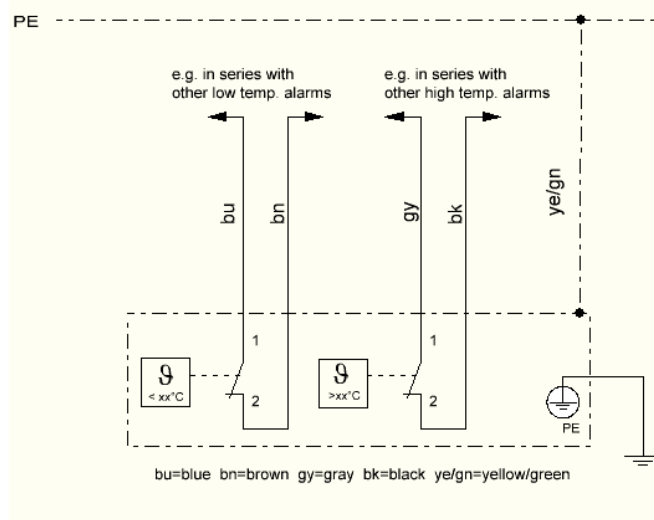 PE
e.g. in series with
other low temp. alarms
e.g. in series with
other high temp. alarms
bu
bn
gy
bk
ye/gn
1
1
ϑ
< xx°C
2
ϑ
>xx°C
2
PE
bu=blue bn=brown gy=gray bk=black ye/gn=yellow/green